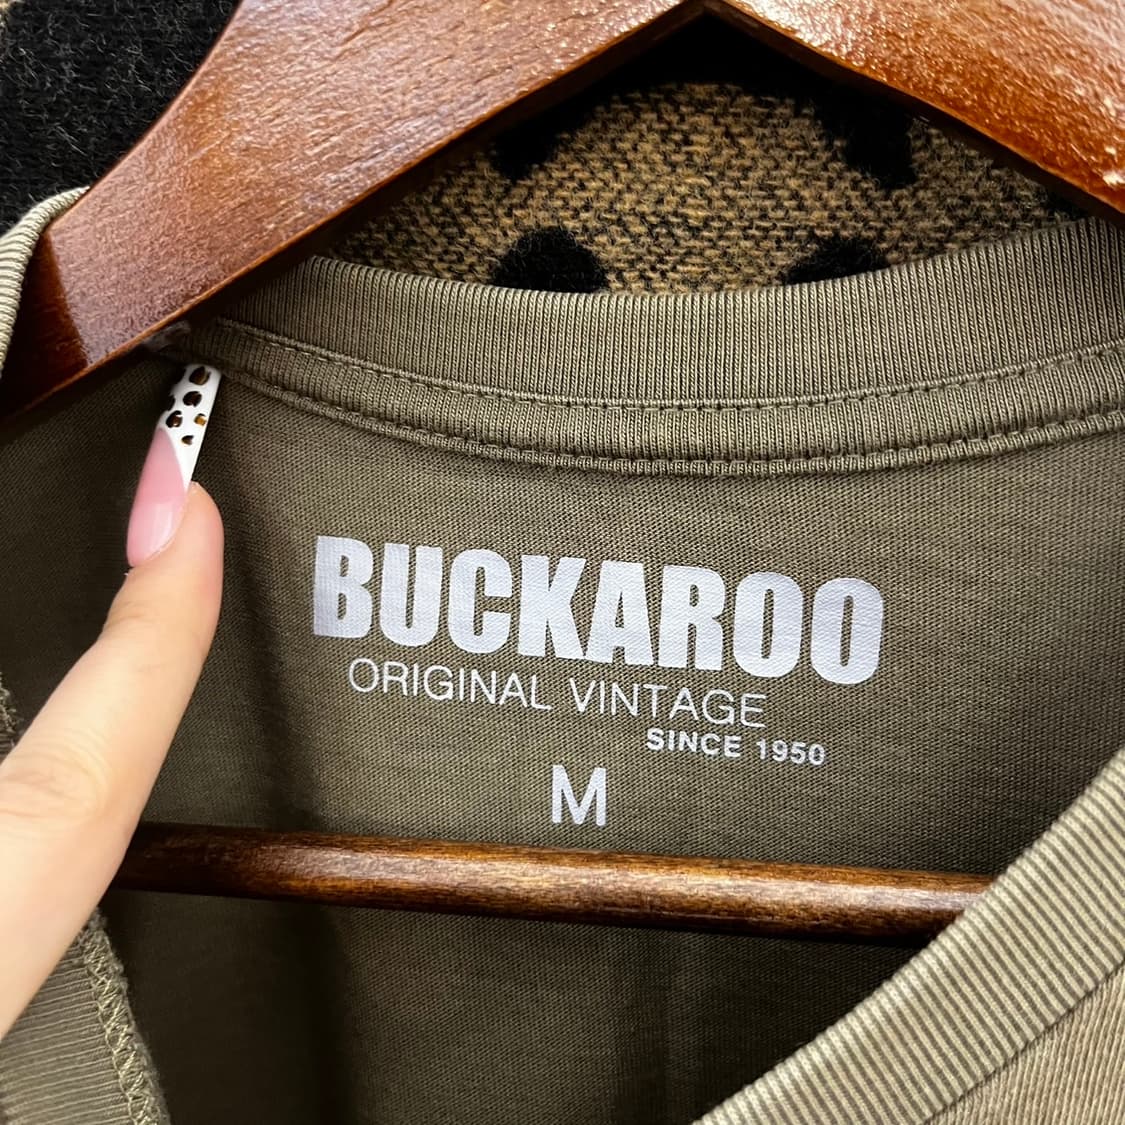 BUCKAROO
ORIGINAL VINTAGE
SINCE 1950
M